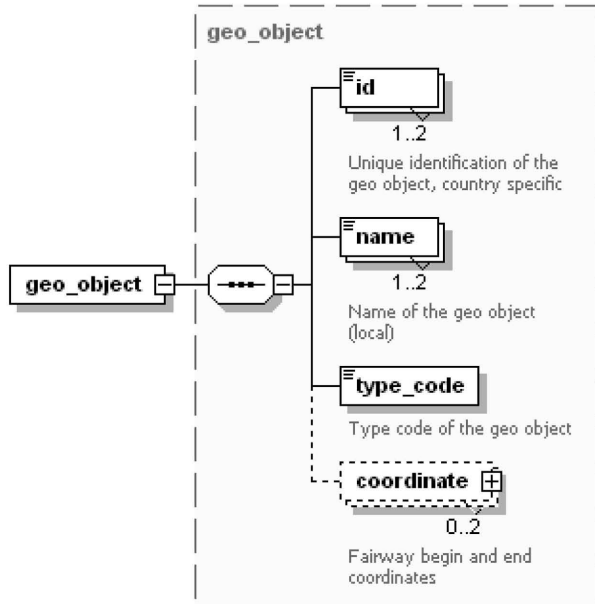 geo_object
id
1..2
Unique identification of the
geo object, country specific
name
1..2
geo_object
Name of the geo object
(local)
type_code
Type code of the geo object
coordinate
0..2
Fairway begin and end
coordinates